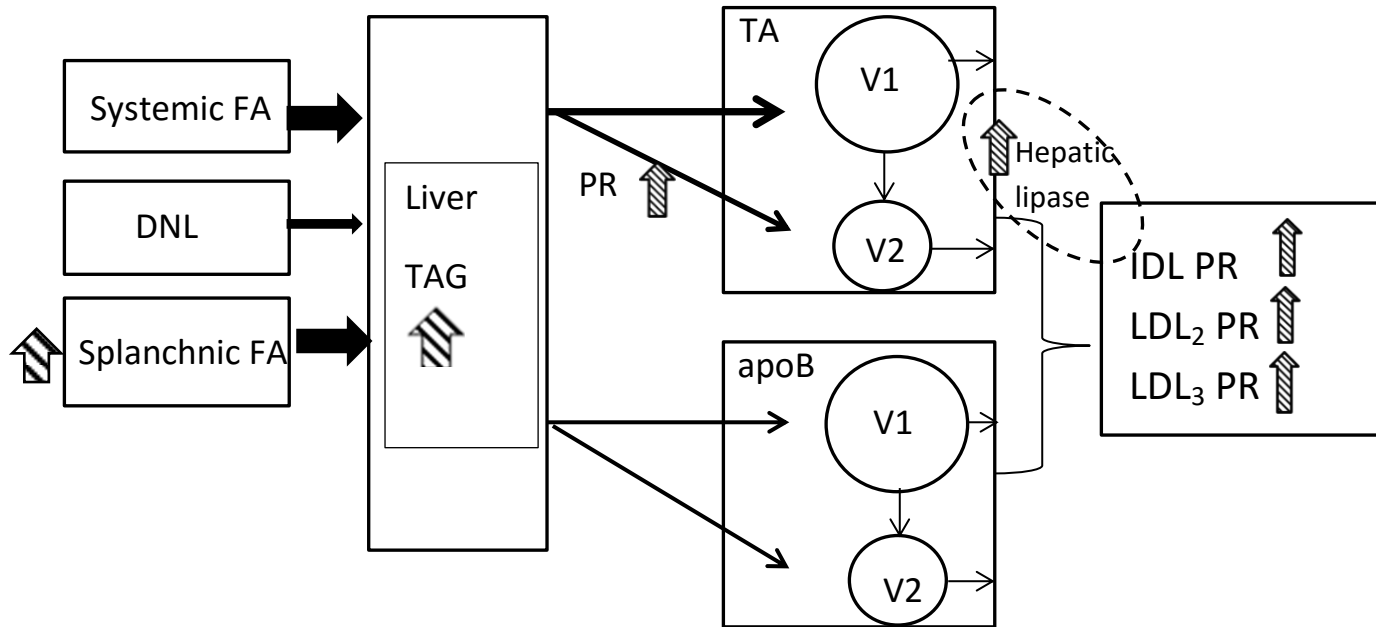 Systemic FA
DNL
Splanchnic FA
Liver
TAG
PR
TA
V1
V2
Hepatic
lipase
apoB
V1
V2
IDL PR
LDL₂ PR
LDL₃ PR